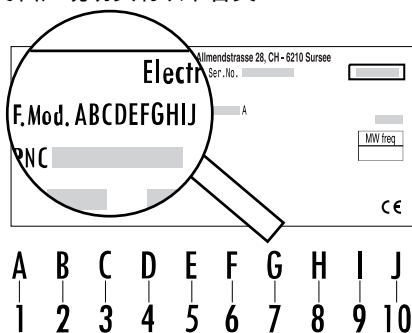 Allmendstrasse 28, CH - 6210 Sursee
Electr Ser.No.
F.Mod. ABCDEFGHIJ A
PNC
MW freq
CE
A B C D E F G H I J
1 2 3 4 5 6 7 8 9 10